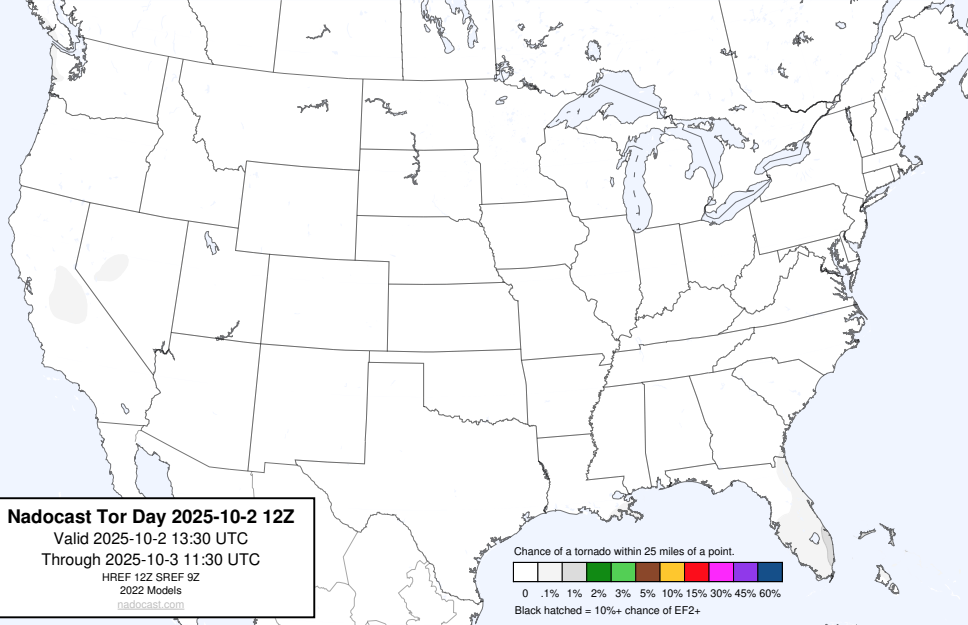 Nadocast Tor Day 2025-10-2 12Z
Valid 2025-10-2 13:30 UTC
Through 2025-10-3 11:30 UTC
HREF 12Z SREF 9Z
2022 Models
nadocast.com
Chance of a tornado within 25 miles of a point.
0 .1% 1% 2% 3% 5% 10% 15% 30% 45% 60%
Black hatched = 10%+ chance of EF2+